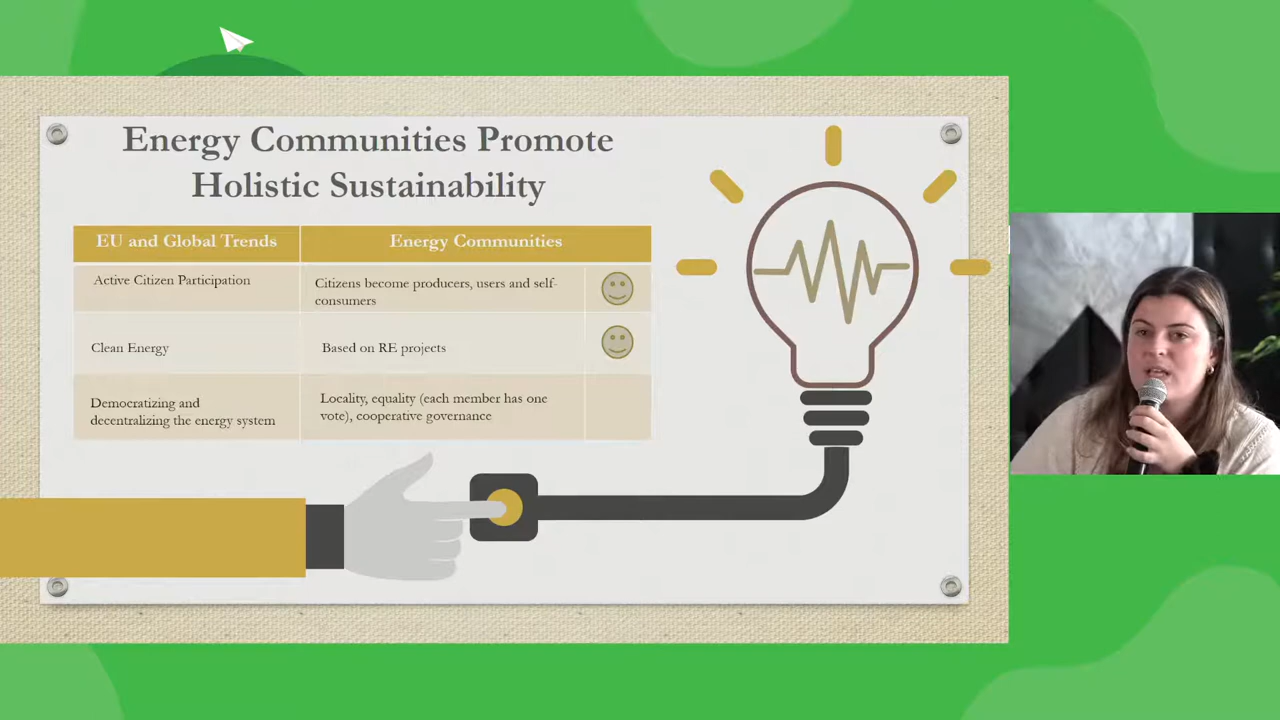 Energy Communities Promote
Holistic Sustainability
EU and Global Trends
Energy Communities
Active Citizen Participation
Citizens become producers, users and self-
consumers
Clean Energy
Based on RE projects
Democratizing and
decentralizing the energy system
Locality, equality (each member has one
vote), cooperative governance